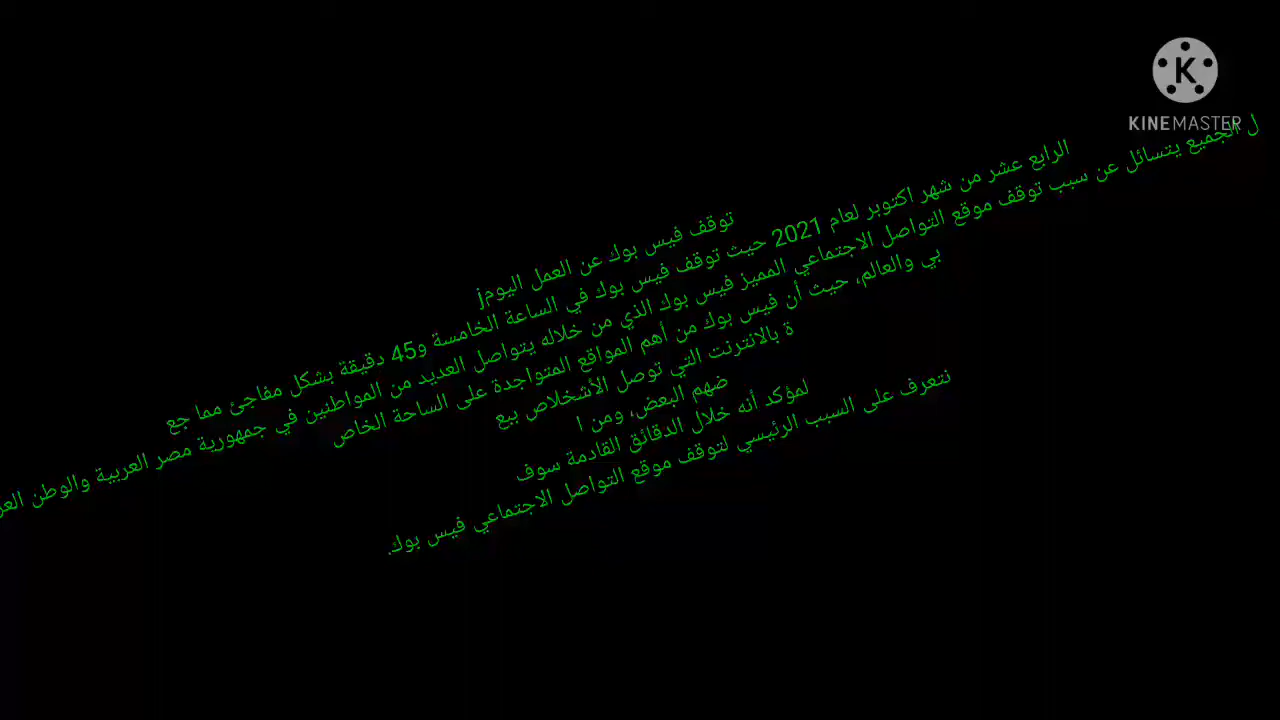 KINEMASTER
توقف فيس بوك عن العمل اليومj
الرابع عشر من شهر اكتوبر لعام 2021 حيث توقف فيس بوك في الساعة الخامسة و45 دقيقة بشكل مفاجئ مما جع
ل الجميع يتسائل عن سبب توقف موقع التواصل الاجتماعي المميز فيس بوك الذي من خلاله يتواصل العديد من المواطنين في جمهورية مصر العربية والوطن العر
بي والعالم، حيث أن فيس بوك من أهم المواقع المتواجدة على الساحة الخاص
ة بالانترنت التي توصل الأشخلاص ببع
ضهم البعض، ومن ا
لمؤكد أنه خلال الدقائق القادمة سوف
نتعرف على السبب الرئيسي لتوقف موقع التواصل الاجتماعي فيس بوك.